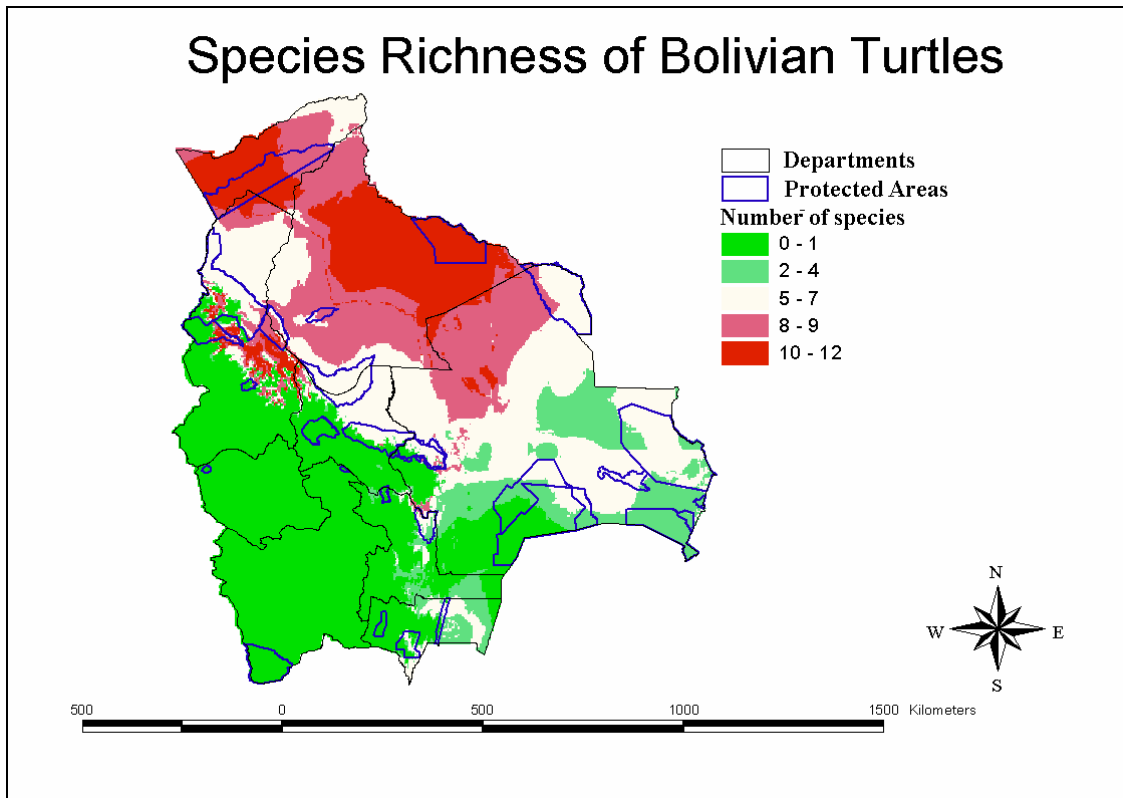 Species Richness of Bolivian Turtles
Departments
Protected Areas
Number of species
0 - 1
2 - 4
5 - 7
8 - 9
10 - 12
N
W E
S
500 0 500 1000 1500 Kilometers